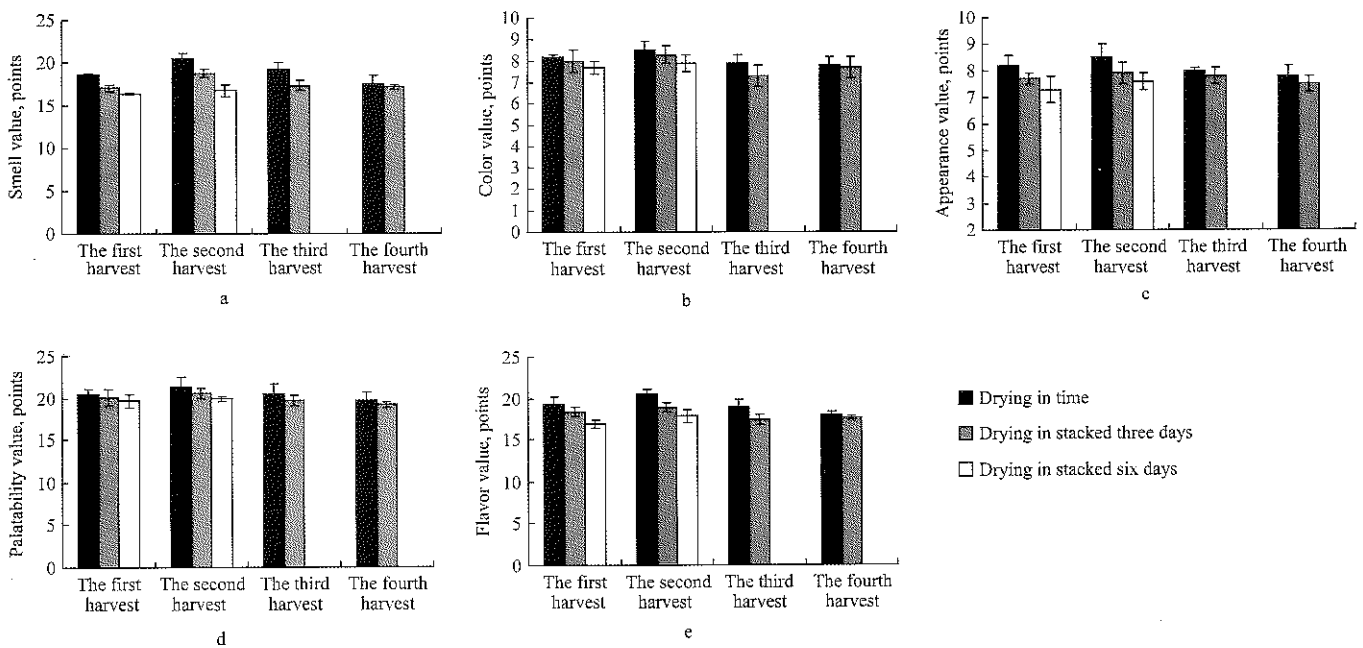 Smell value, points
25
20
15
10
5
0
The first harvest
The second harvest
The third harvest
The fourth harvest
a
Color value, points
10
9
8
7
6
5
4
3
2
1
0
The first harvest
The second harvest
The third harvest
The fourth harvest
b
Appearance value, points
10
9
8
7
6
5
4
3
2
The first harvest
The second harvest
The third harvest
The fourth harvest
c
Palatability value, points
25
20
15
10
5
0
The first harvest
The second harvest
The third harvest
The fourth harvest
d
Flavor value, points
25
20
15
10
5
0
The first harvest
The second harvest
The third harvest
The fourth harvest
e
Drying in time
Drying in stacked three days
Drying in stacked six days